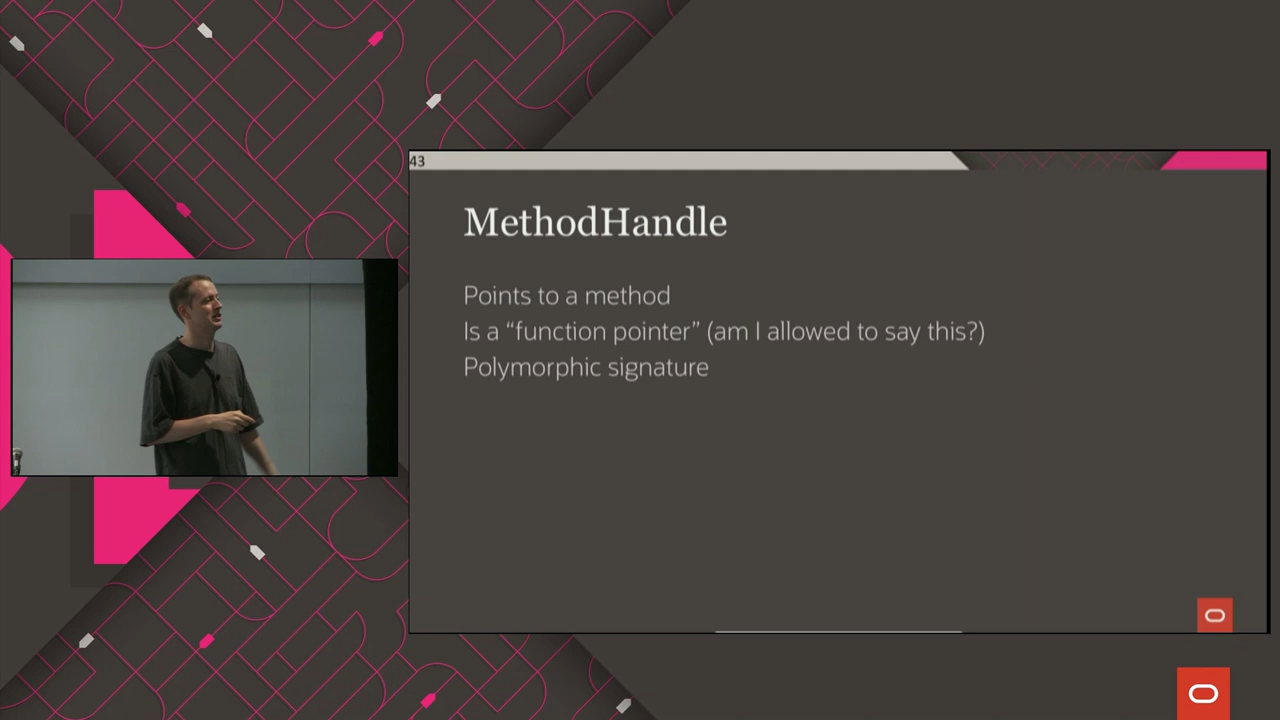 43
MethodHandle
Points to a method
Is a “function pointer” (am I allowed to say this?)
Polymorphic signature